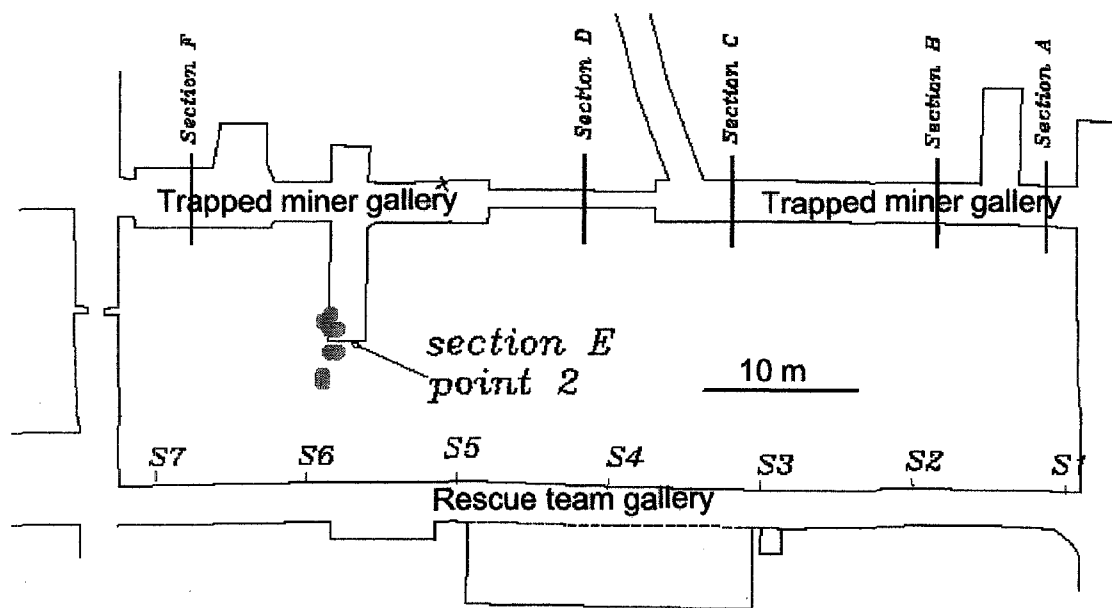 Section F
Section D
Section C
Section B
Section A
Trapped miner gallery
Trapped miner gallery
section E
point 2
10 m
S7
S6
S5
S4
S3
S2
S1
Rescue team gallery